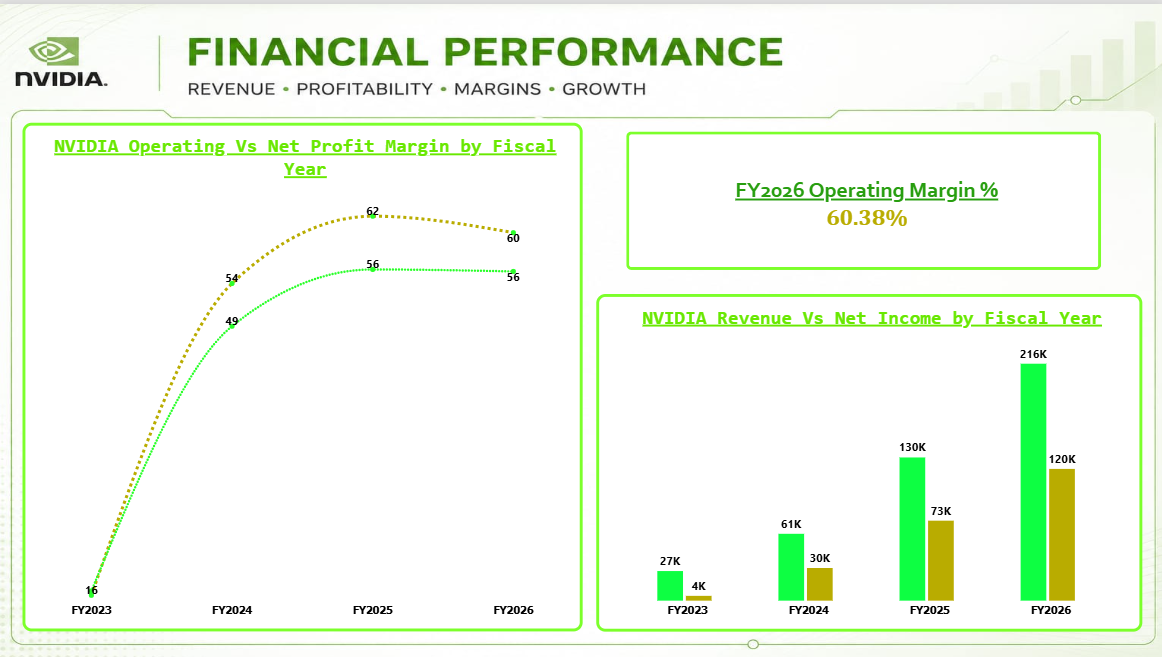 NVIDIA.
FINANCIAL PERFORMANCE
REVENUE • PROFITABILITY • MARGINS • GROWTH
NVIDIA Operating Vs Net Profit Margin by Fiscal
Year
62
60
54
56
56
49
16
FY2023 FY2024 FY2025 FY2026
FY2026 Operating Margin %
60.38%
NVIDIA Revenue Vs Net Income by Fiscal Year
216K
130K
120K
73K
61K
30K
27K
4K
FY2023 FY2024 FY2025 FY2026